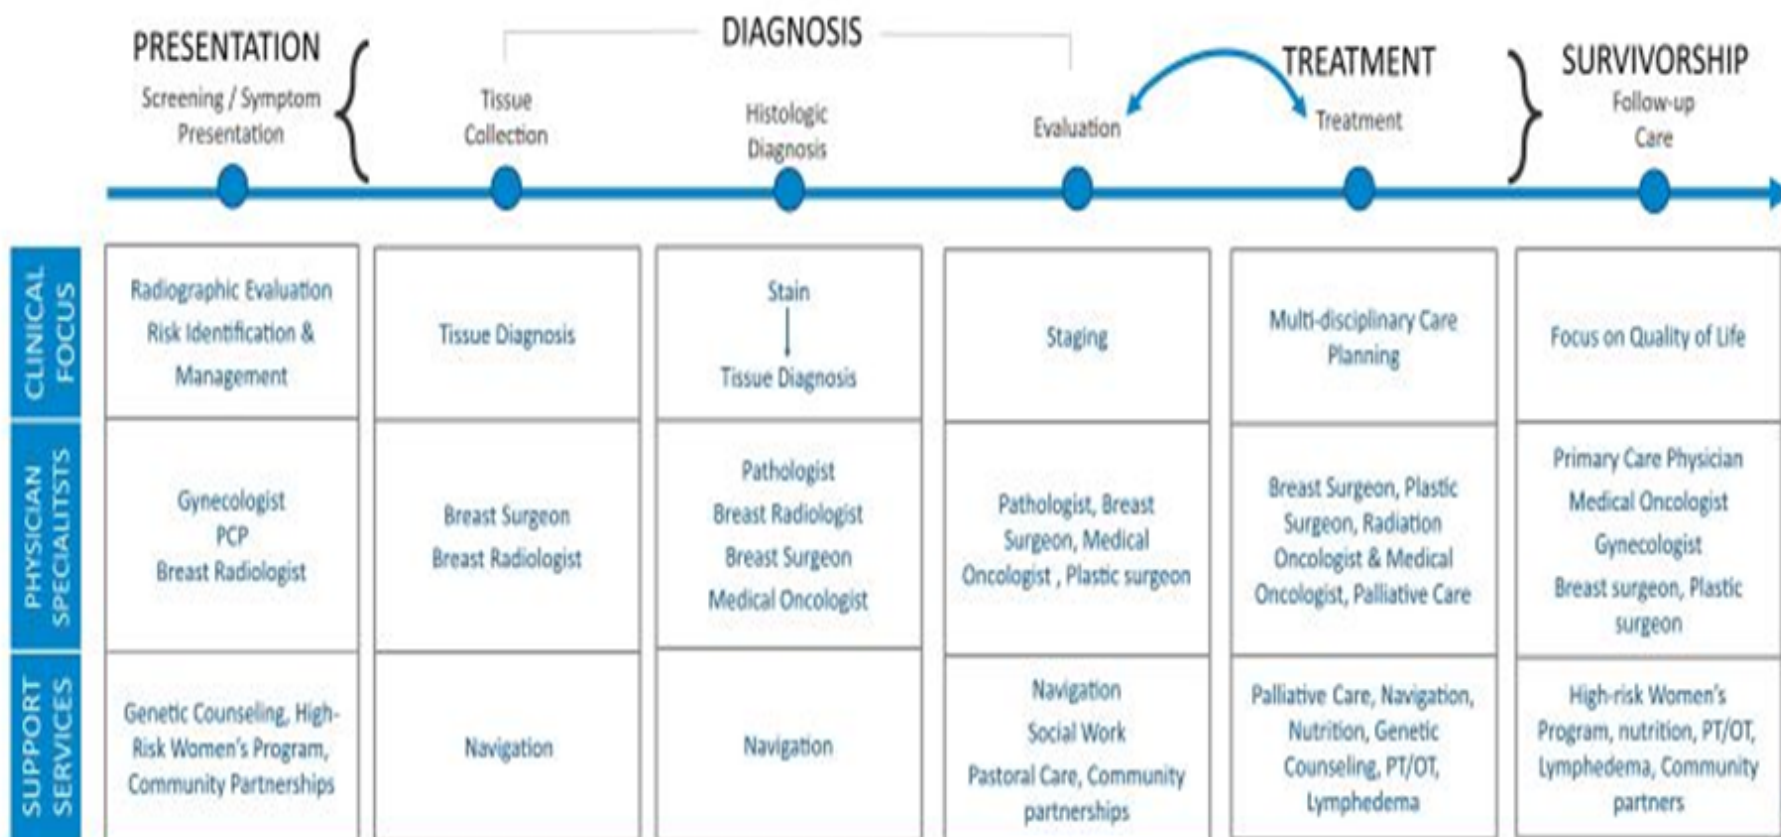 DIAGNOSIS
PRESENTATION
Screening / Symptom
Presentation
Tissue
Collection
Histologic
Diagnosis
Evaluation
TREATMENT
Treatment
SURVIVORSHIP
Follow-up
Care
CLINICAL
FOCUS
Radiographic Evaluation
Risk Identification &
Management
Tissue Diagnosis
Stain
Tissue Diagnosis
Staging
Multi-disciplinary Care
Planning
Focus on Quality of Life
PHYSICIAN
SPECIALITSTS
Gynecologist
PCP
Breast Radiologist
Breast Surgeon
Breast Radiologist
Pathologist
Breast Radiologist
Breast Surgeon
Medical Oncologist
Pathologist, Breast
Surgeon, Medical
Oncologist , Plastic surgeon
Breast Surgeon, Plastic
Surgeon, Radiation
Oncologist & Medical
Oncologist, Palliative Care
Primary Care Physician
Medical Oncologist
Gynecologist
Breast surgeon, Plastic
surgeon
SUPPORT
SERVICES
Genetic Counseling, High-
Risk Women's Program,
Community Partnerships
Navigation
Navigation
Navigation
Social Work
Pastoral Care, Community
partnerships
Palliative Care, Navigation,
Nutrition, Genetic
Counseling, PT/OT,
Lymphedema
High-risk Women's
Program, nutrition, PT/OT,
Lymphedema, Community
partners